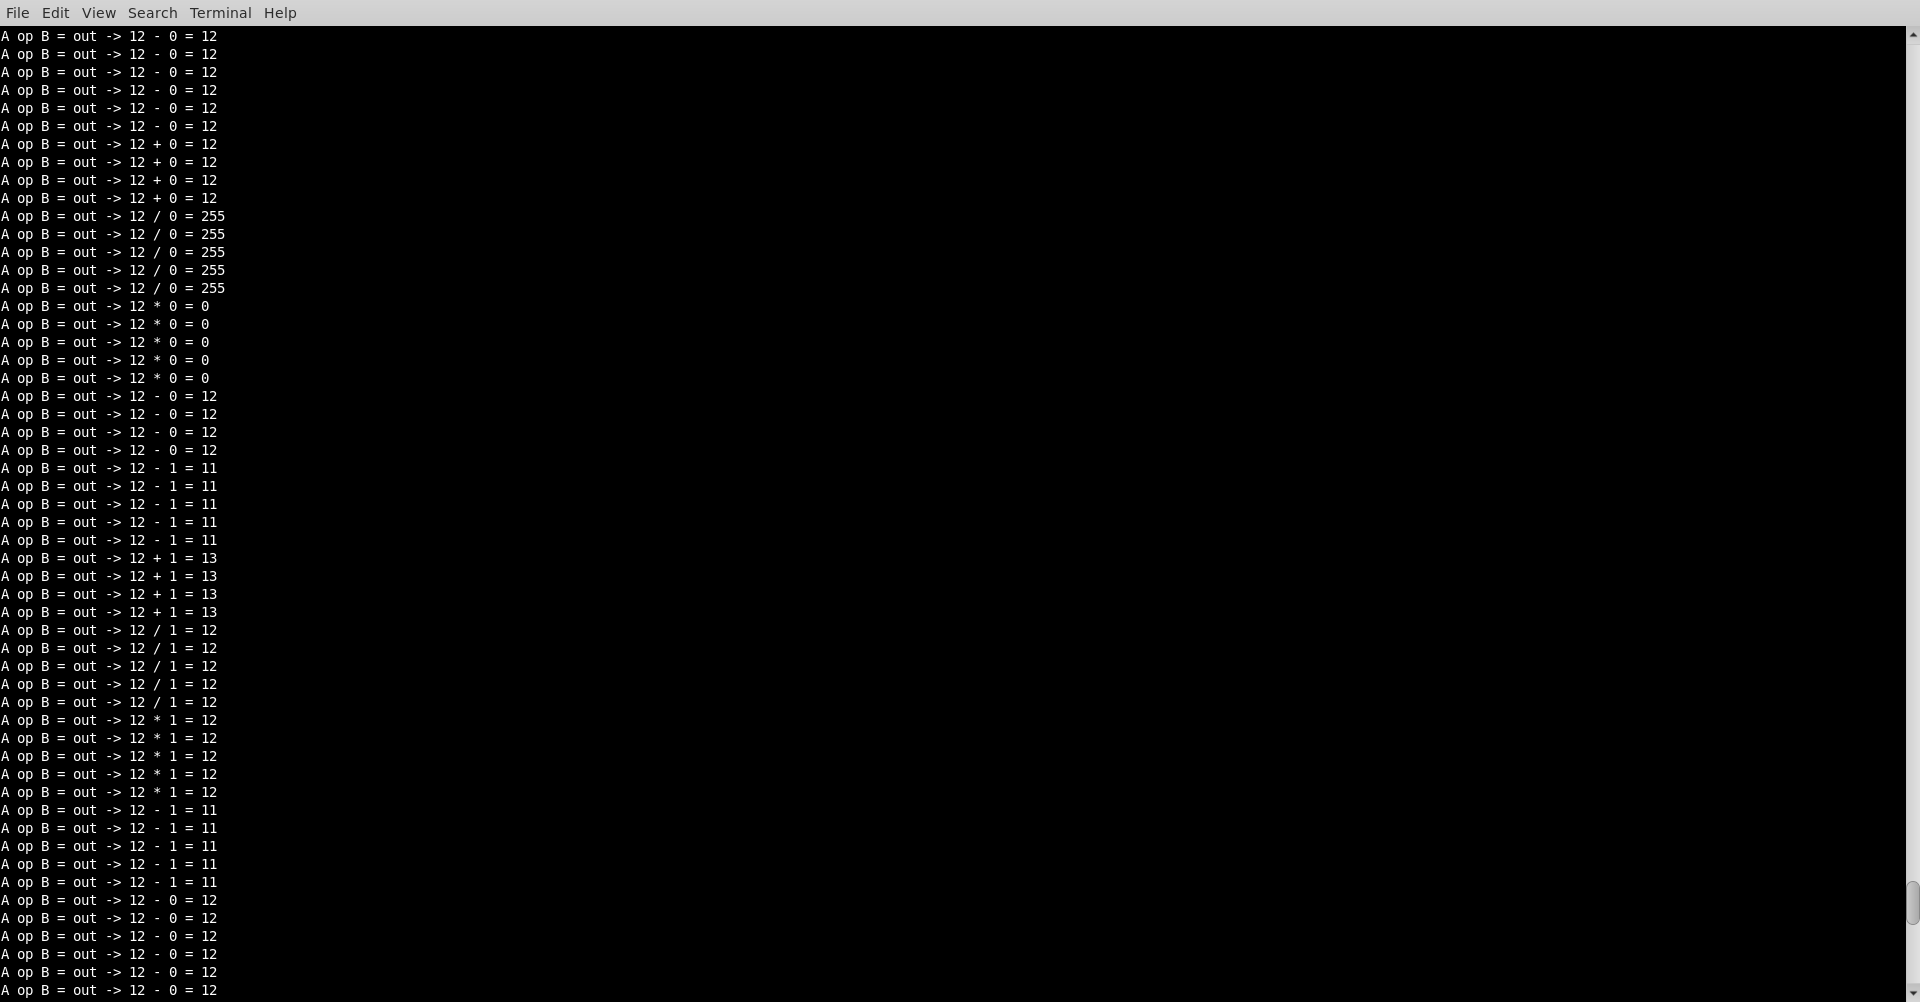 File Edit View Search Terminal Help
A op B = out -> 12 - 0 = 12
A op B = out -> 12 - 0 = 12
A op B = out -> 12 - 0 = 12
A op B = out -> 12 - 0 = 12
A op B = out -> 12 - 0 = 12
A op B = out -> 12 - 0 = 12
A op B = out -> 12 + 0 = 12
A op B = out -> 12 + 0 = 12
A op B = out -> 12 + 0 = 12
A op B = out -> 12 + 0 = 12
A op B = out -> 12 / 0 = 255
A op B = out -> 12 / 0 = 255
A op B = out -> 12 / 0 = 255
A op B = out -> 12 / 0 = 255
A op B = out -> 12 / 0 = 255
A op B = out -> 12 * 0 = 0
A op B = out -> 12 * 0 = 0
A op B = out -> 12 * 0 = 0
A op B = out -> 12 * 0 = 0
A op B = out -> 12 * 0 = 0
A op B = out -> 12 - 0 = 12
A op B = out -> 12 - 0 = 12
A op B = out -> 12 - 0 = 12
A op B = out -> 12 - 0 = 12
A op B = out -> 12 - 1 = 11
A op B = out -> 12 - 1 = 11
A op B = out -> 12 - 1 = 11
A op B = out -> 12 - 1 = 11
A op B = out -> 12 - 1 = 11
A op B = out -> 12 + 1 = 13
A op B = out -> 12 + 1 = 13
A op B = out -> 12 + 1 = 13
A op B = out -> 12 + 1 = 13
A op B = out -> 12 / 1 = 12
A op B = out -> 12 / 1 = 12
A op B = out -> 12 / 1 = 12
A op B = out -> 12 / 1 = 12
A op B = out -> 12 / 1 = 12
A op B = out -> 12 * 1 = 12
A op B = out -> 12 * 1 = 12
A op B = out -> 12 * 1 = 12
A op B = out -> 12 * 1 = 12
A op B = out -> 12 * 1 = 12
A op B = out -> 12 - 1 = 11
A op B = out -> 12 - 1 = 11
A op B = out -> 12 - 1 = 11
A op B = out -> 12 - 1 = 11
A op B = out -> 12 - 1 = 11
A op B = out -> 12 - 0 = 12
A op B = out -> 12 - 0 = 12
A op B = out -> 12 - 0 = 12
A op B = out -> 12 - 0 = 12
A op B = out -> 12 - 0 = 12
A op B = out -> 12 - 0 = 12